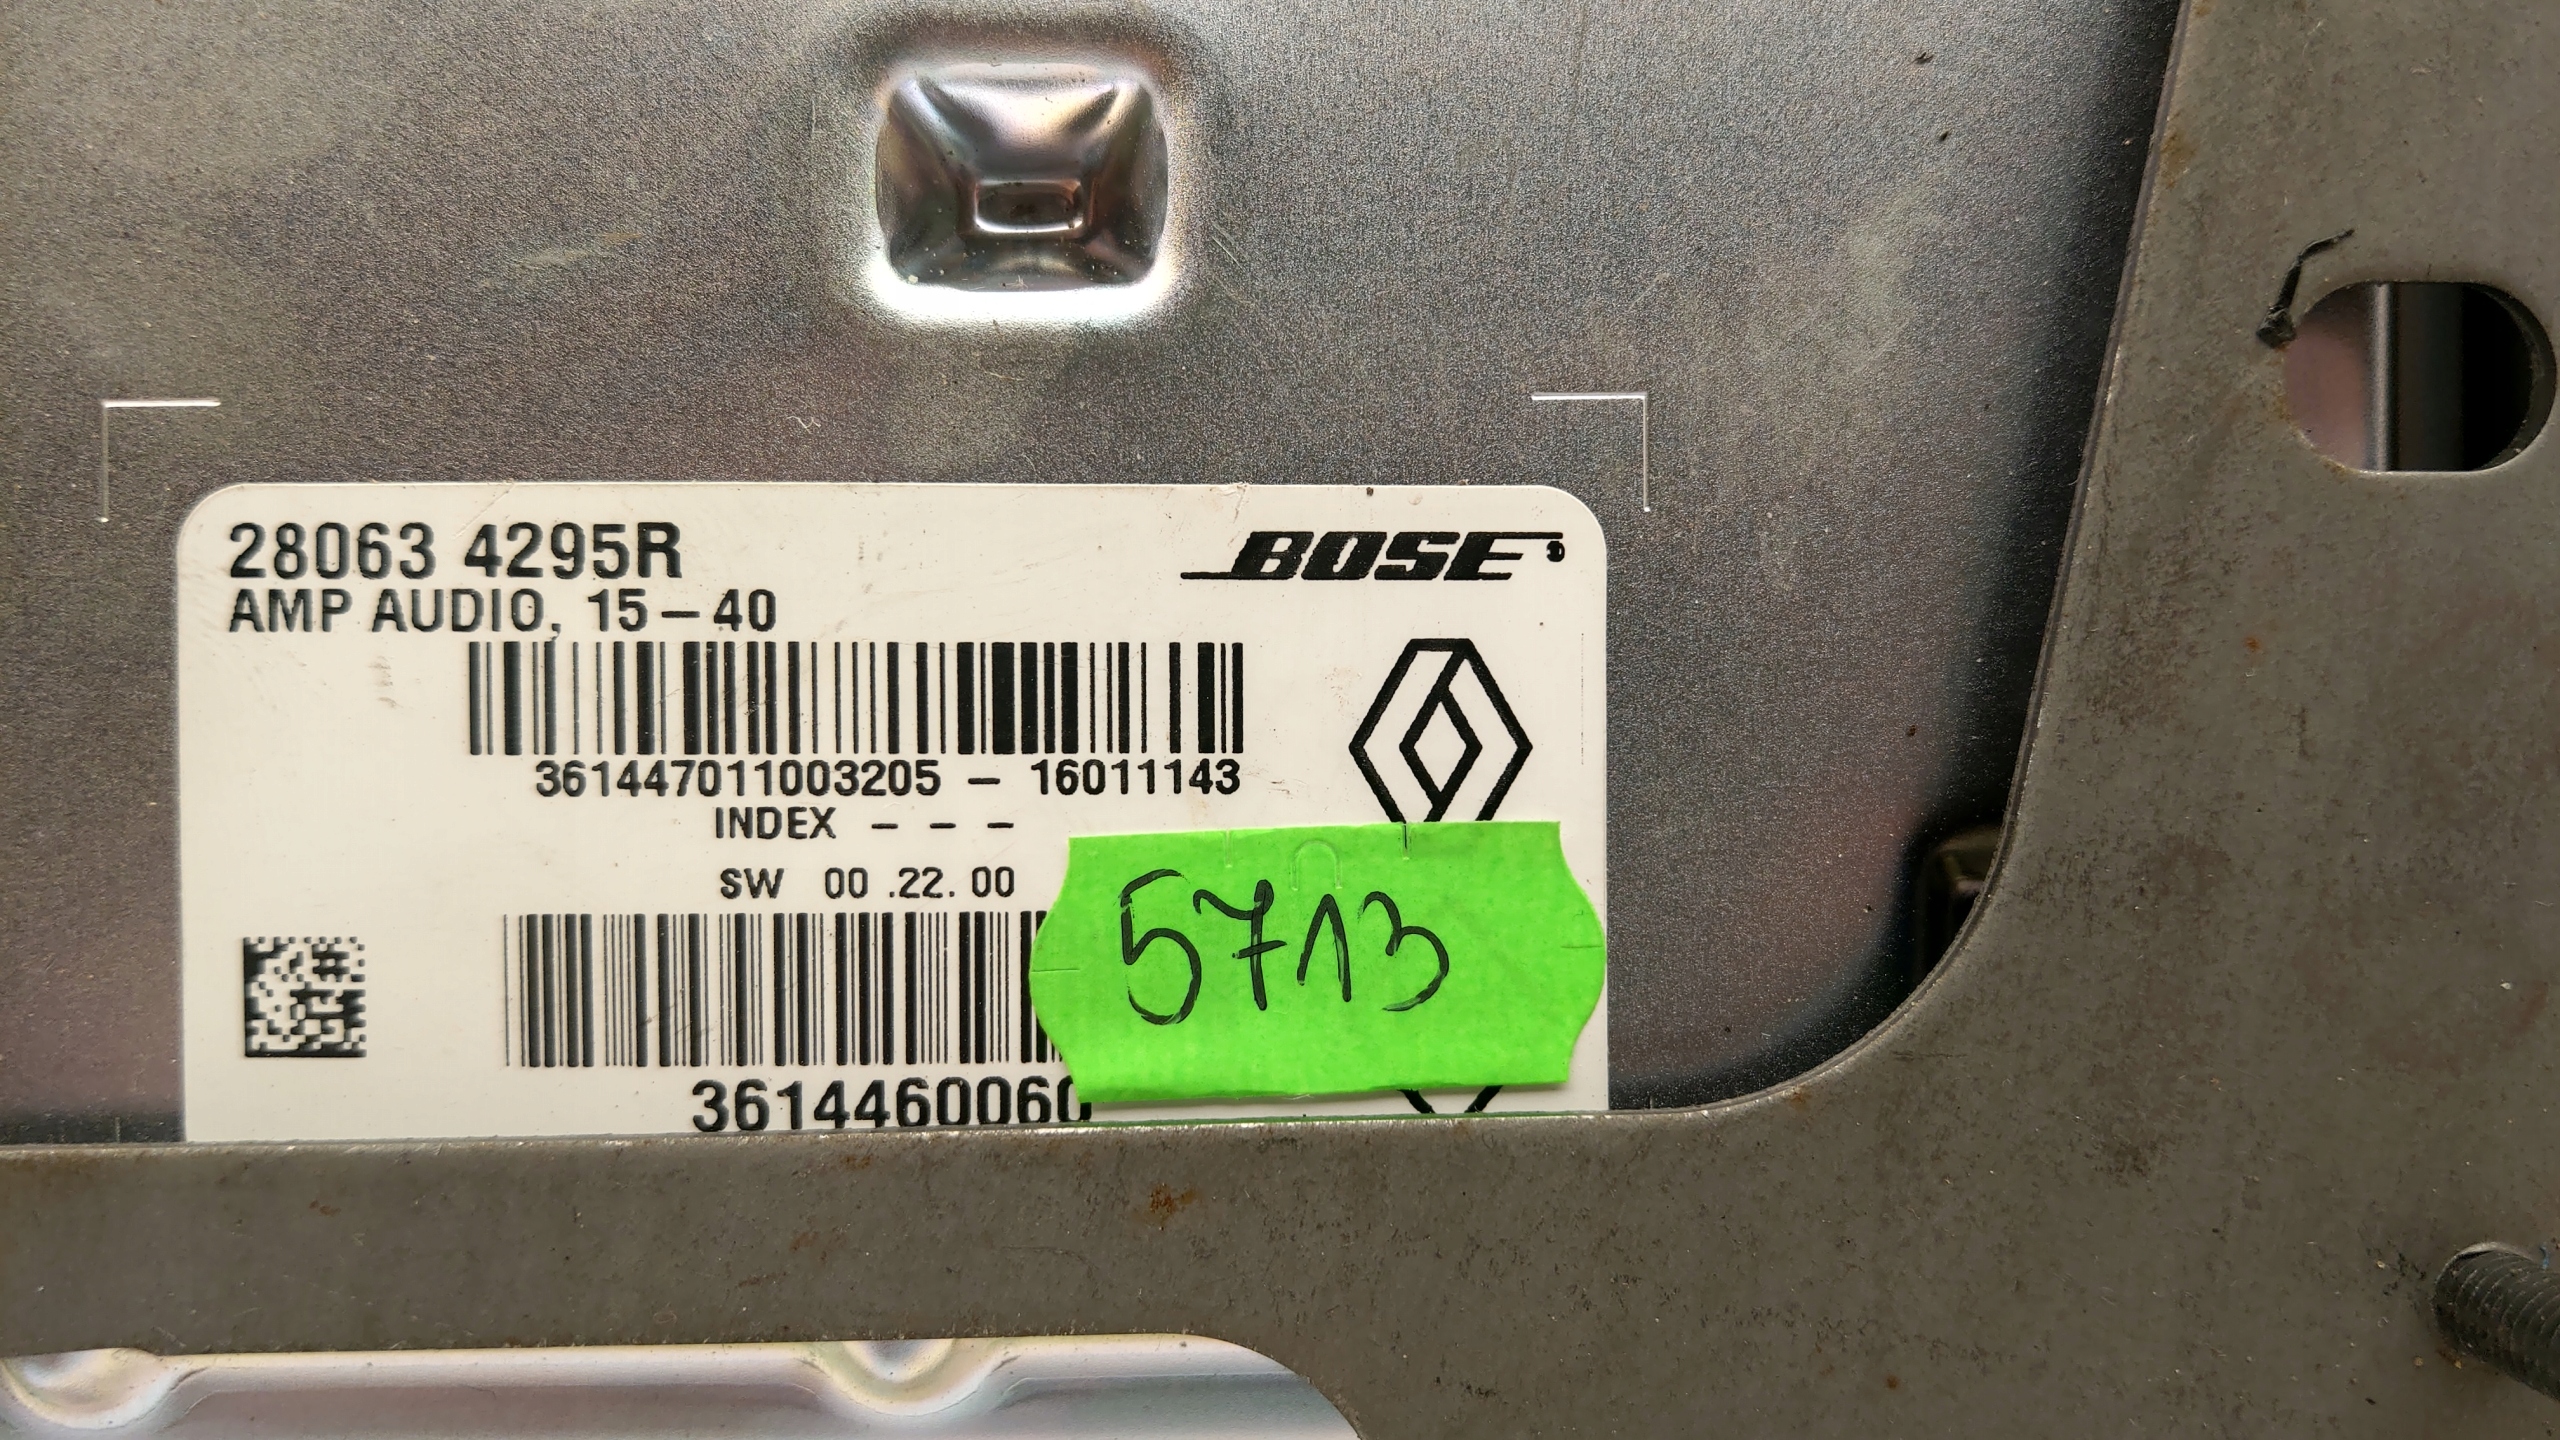 28063 4295R
BOSE
AMP AUDIO, 15-40
361447011003205 - 16011143
INDEX - - -
SW 00 .22. 00
5713
3614460060